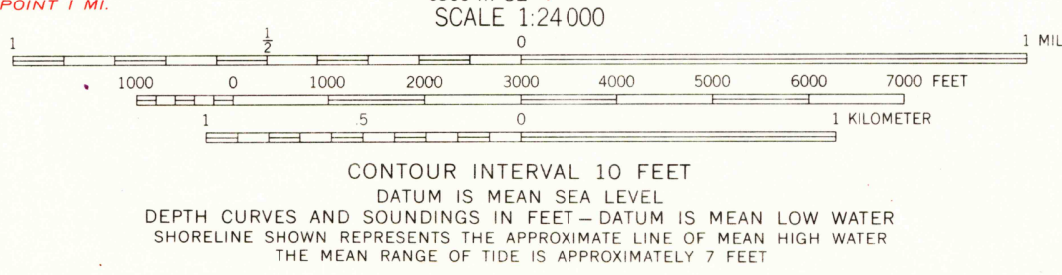 POINT 1 MI.
SCALE 1:24 000
1 ½ 0 1 MIL
1000 0 1000 2000 3000 4000 5000 6000 7000 FEET
1 .5 0 1 KILOMETER
CONTOUR INTERVAL 10 FEET
DATUM IS MEAN SEA LEVEL
DEPTH CURVES AND SOUNDINGS IN FEET — DATUM IS MEAN LOW WATER
SHORELINE SHOWN REPRESENTS THE APPROXIMATE LINE OF MEAN HIGH WATER
THE MEAN RANGE OF TIDE IS APPROXIMATELY 7 FEET